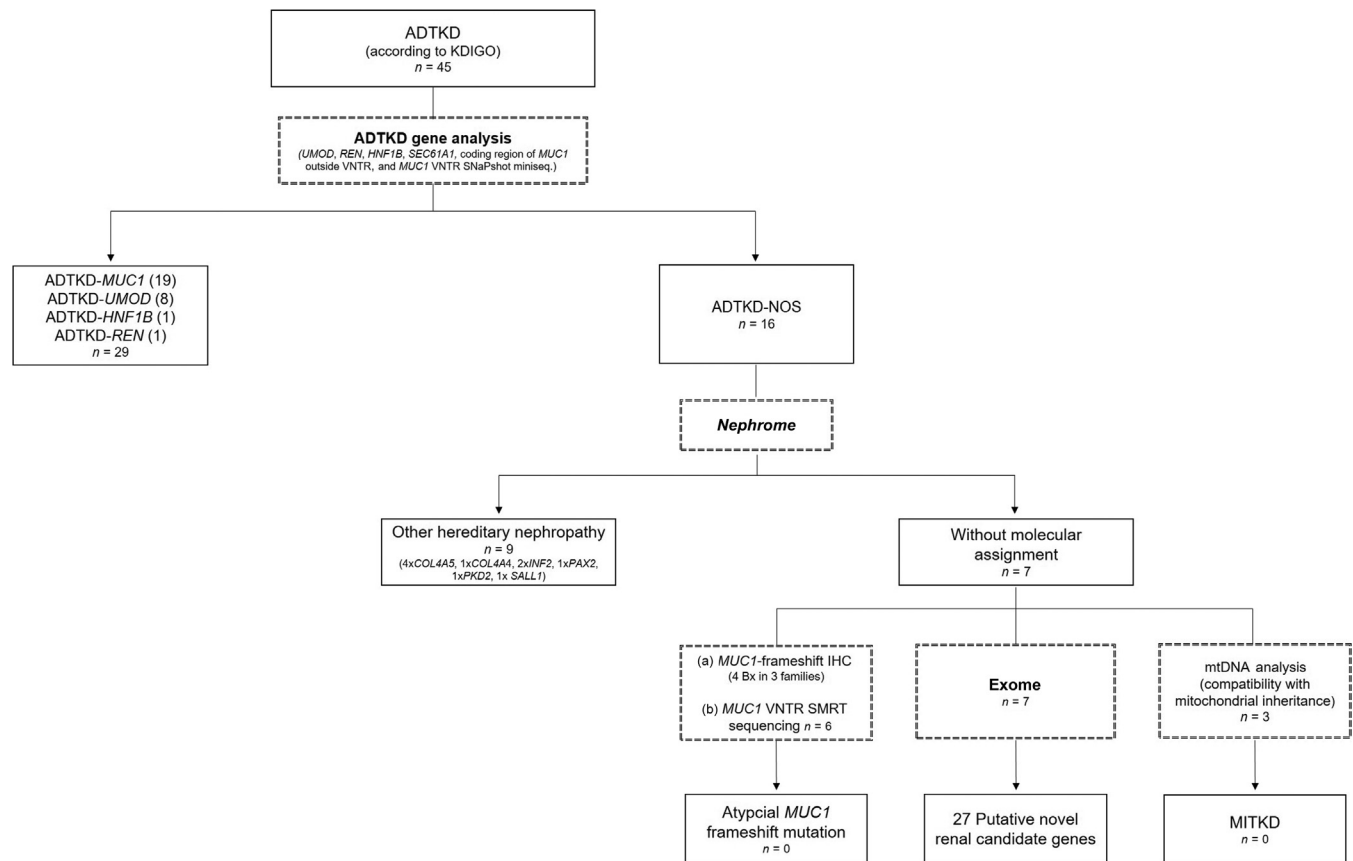 ADTKD
(according to KDIGO)
n = 45
ADTKD gene analysis
(UMOD, REN, HNF1B, SEC61A1, coding region of MUC1
outside VNTR, and MUC1 VNTR SNaPshot miniseq.)
ADTKD-MUC1 (19)
ADTKD-UMOD (8)
ADTKD-HNF1B (1)
ADTKD-REN (1)
n = 29
ADTKD-NOS
n = 16
Nephrome
Other hereditary nephropathy
n = 9
(4xCOL4A5, 1xCOL4A4, 2xINF2, 1xPAX2,
1xPKD2, 1x SALL1)
Without molecular
assignment
n = 7
(a) MUC1-frameshift IHC
(4 Bx in 3 families)
(b) MUC1 VNTR SMRT
sequencing n = 6
Exome
n = 7
mtDNA analysis
(compatibility with
mitochondrial inheritance)
n = 3
Atypcial MUC1
frameshift mutation
n = 0
27 Putative novel
renal candidate genes
MITKD
n = 0